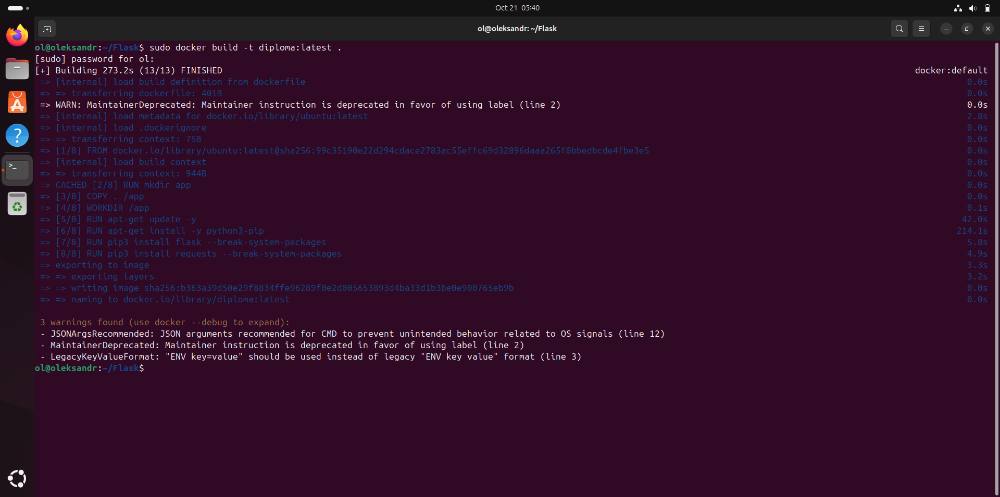 Oct 21 05:40
ol@oleksandr: ~/Flask
ol@oleksandr:~/Flask$ sudo docker build -t diploma:latest .
[sudo] password for ol:
[+] Building 273.2s (13/13) FINISHED docker:default
=> [internal] load build definition from dockerfile 0.0s
=> => transferring dockerfile: 401B 0.0s
=> WARN: MaintainerDeprecated: Maintainer instruction is deprecated in favor of using label (line 2) 0.0s
=> [internal] load metadata for docker.io/library/ubuntu:latest 2.8s
=> [internal] load .dockerignore 0.0s
=> => transferring context: 75B 0.0s
=> [1/8] FROM docker.io/library/ubuntu:latest@sha256:99c35190e22d294cdace2783ac55effc69d32896daaa265f0bbedbcde4fbe3e5 0.0s
=> [internal] load build context 0.0s
=> => transferring context: 944B 0.0s
=> CACHED [2/8] RUN mkdir app 0.0s
=> [3/8] COPY . /app 0.0s
=> [4/8] WORKDIR /app 0.1s
=> [5/8] RUN apt-get update -y 42.0s
=> [6/8] RUN apt-get install -y python3-pip 214.1s
=> [7/8] RUN pip3 install flask --break-system-packages 5.8s
=> [8/8] RUN pip3 install requests --break-system-packages 4.9s
=> exporting to image 3.3s
=> => exporting layers 3.2s
=> => writing image sha256:b363a39d50e29f8834ffe96289f0e2d005653893d4ba33d1b3be0e900765eb9b 0.0s
=> => naming to docker.io/library/diploma:latest 0.0s
3 warnings found (use docker --debug to expand):
- JSONArgsRecommended: JSON arguments recommended for CMD to prevent unintended behavior related to OS signals (line 12)
- MaintainerDeprecated: Maintainer instruction is deprecated in favor of using label (line 2)
- LegacyKeyValueFormat: "ENV key=value" should be used instead of legacy "ENV key value" format (line 3)
ol@oleksandr:~/Flask$